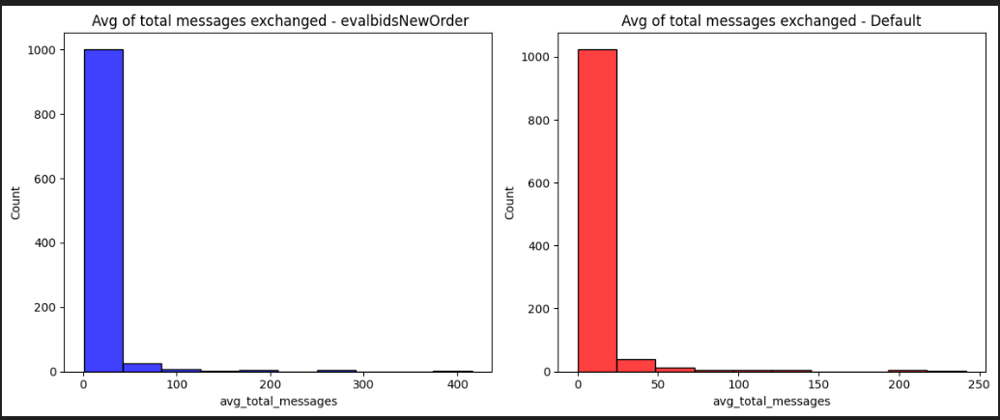 Avg of total messages exchanged - evalbidsNewOrder
1000
800
600
400
200
0
Count
0 100 200 300 400
avg_total_messages
Avg of total messages exchanged - Default
1000
800
600
400
200
0
Count
0 50 100 150 200 250
avg_total_messages